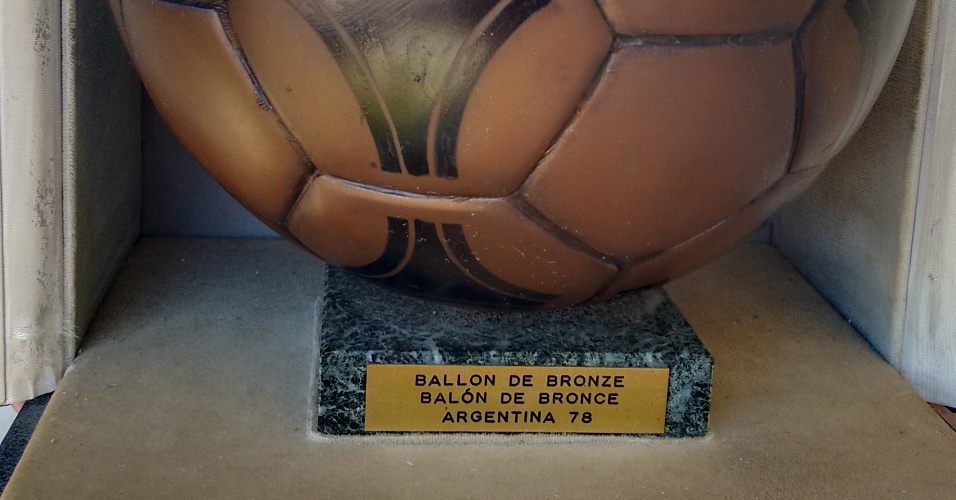 BALLON DE BRONZE
BALÓN DE BRONCE
ARGENTINA 78